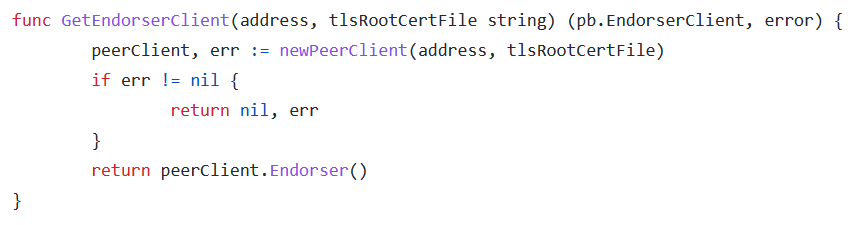 func GetEndorserClient(address, tlsRootCertFile string) (pb.EndorserClient, error) {
        peerClient, err := newPeerClient(address, tlsRootCertFile)
        if err != nil {
                return nil, err
        }
        return peerClient.Endorser()
}